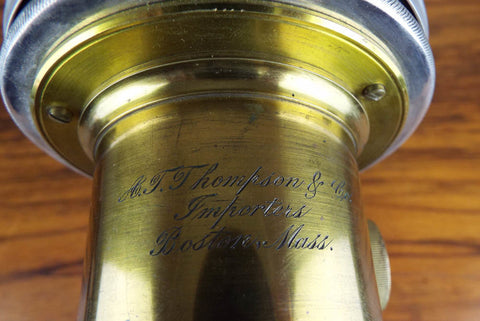 A.T. Thompson & Co.
Importers
Boston, Mass.